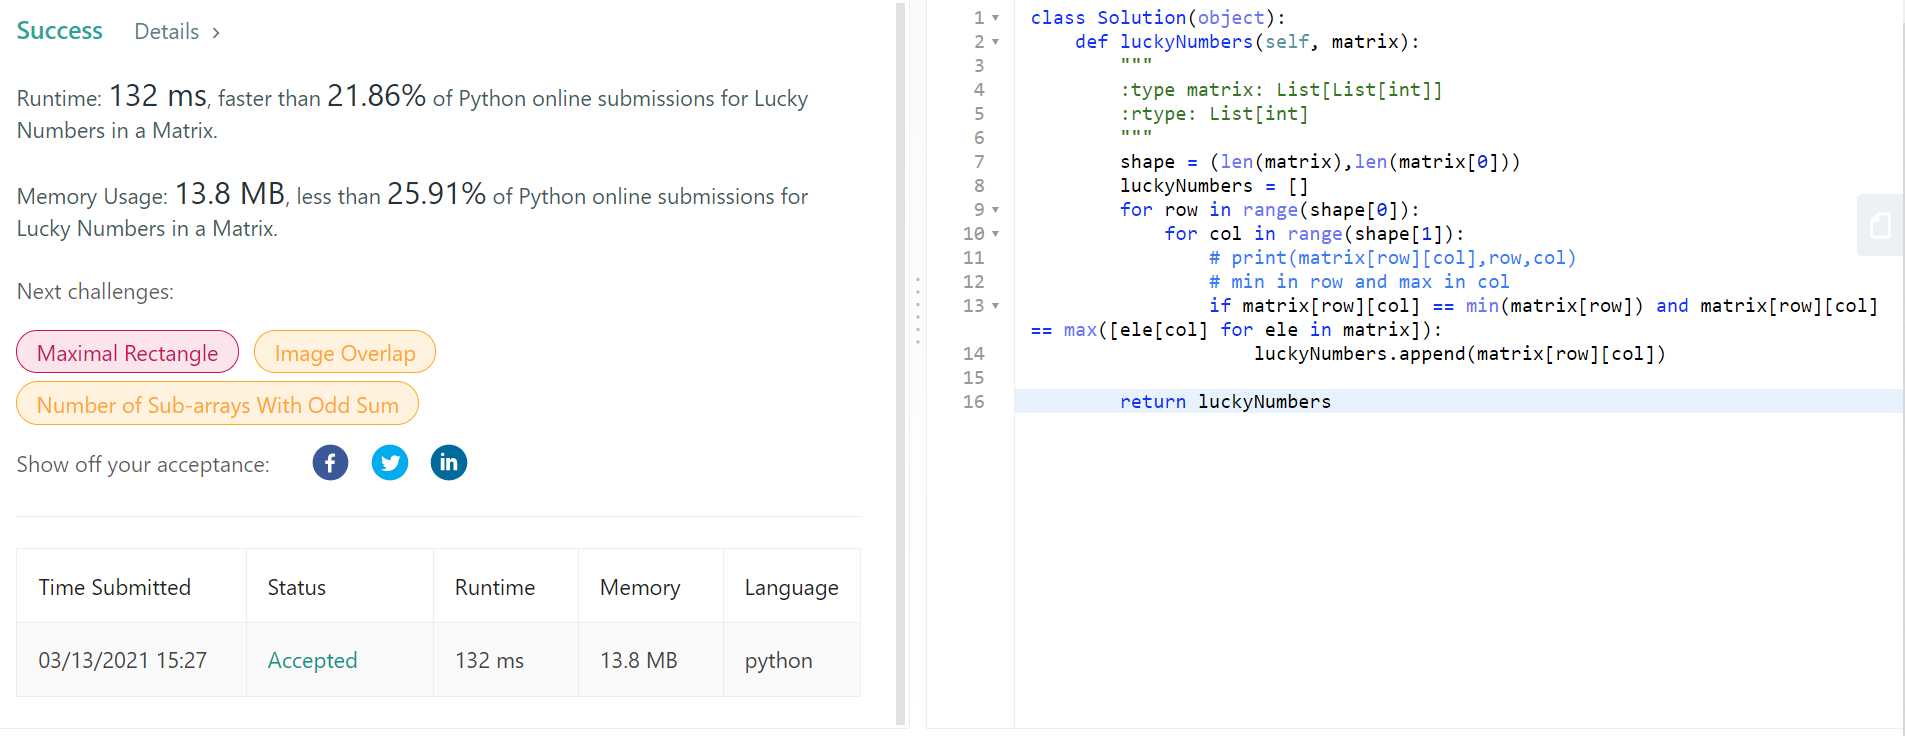 Success Details >
Runtime: 132 ms, faster than 21.86% of Python online submissions for Lucky
Numbers in a Matrix.
Memory Usage: 13.8 MB, less than 25.91% of Python online submissions for
Lucky Numbers in a Matrix.
Next challenges:
Maximal Rectangle Image Overlap
Number of Sub-arrays With Odd Sum
Show off your acceptance: f in
Time Submitted Status Runtime Memory Language
03/13/2021 15:27 Accepted 132 ms 13.8 MB python
1 class Solution(object):
2     def luckyNumbers(self, matrix):
3         """
4         :type matrix: List[List[int]]
5         :rtype: List[int]
6         """
7         shape = (len(matrix),len(matrix[0]))
8         luckyNumbers = []
9         for row in range(shape[0]):
10             for col in range(shape[1]):
11                 # print(matrix[row][col],row,col)
12                 # min in row and max in col
13                 if matrix[row][col] == min(matrix[row]) and matrix[row][col]
== max([ele[col] for ele in matrix]):
14                     luckyNumbers.append(matrix[row][col])
15
16         return luckyNumbers